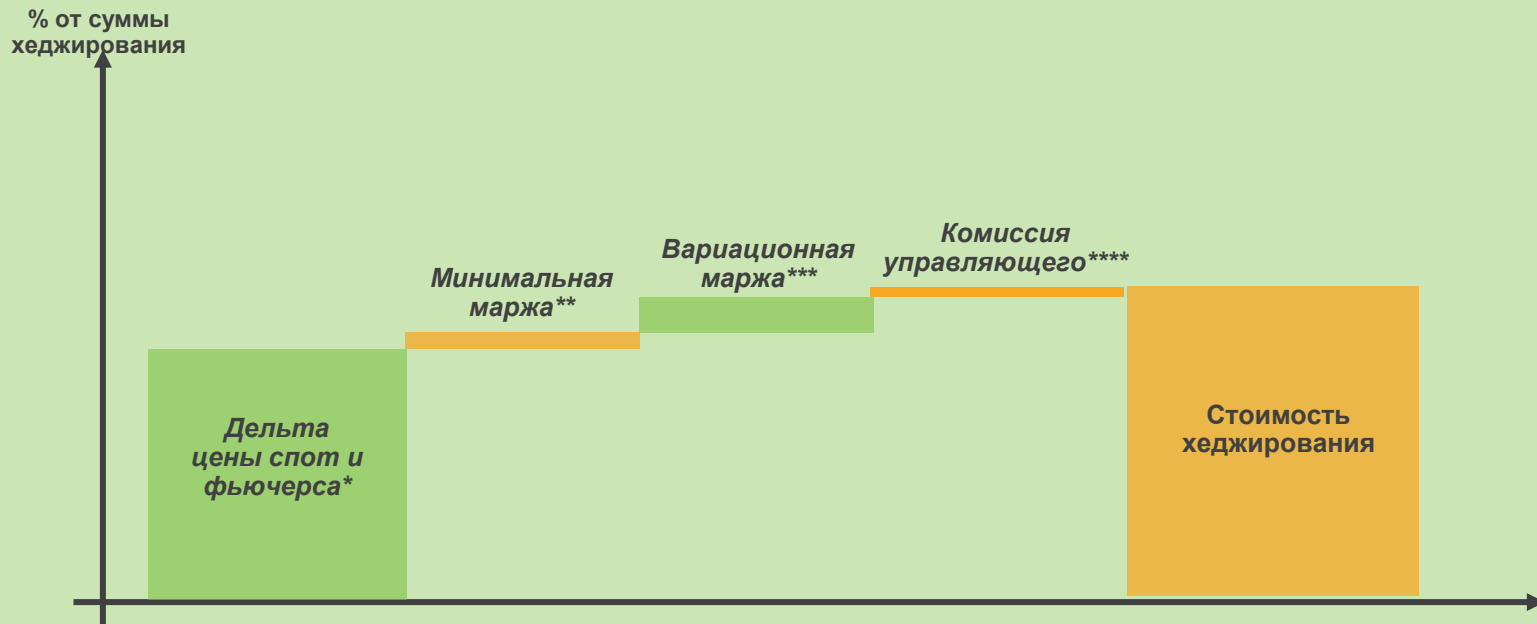 % от суммы
хеджирования
Минимальная
маржа**
Вариационная
маржа***
Комиссия
управляющего****
Дельта
цены спот и
фьючерса*
Стоимость
хеджирования